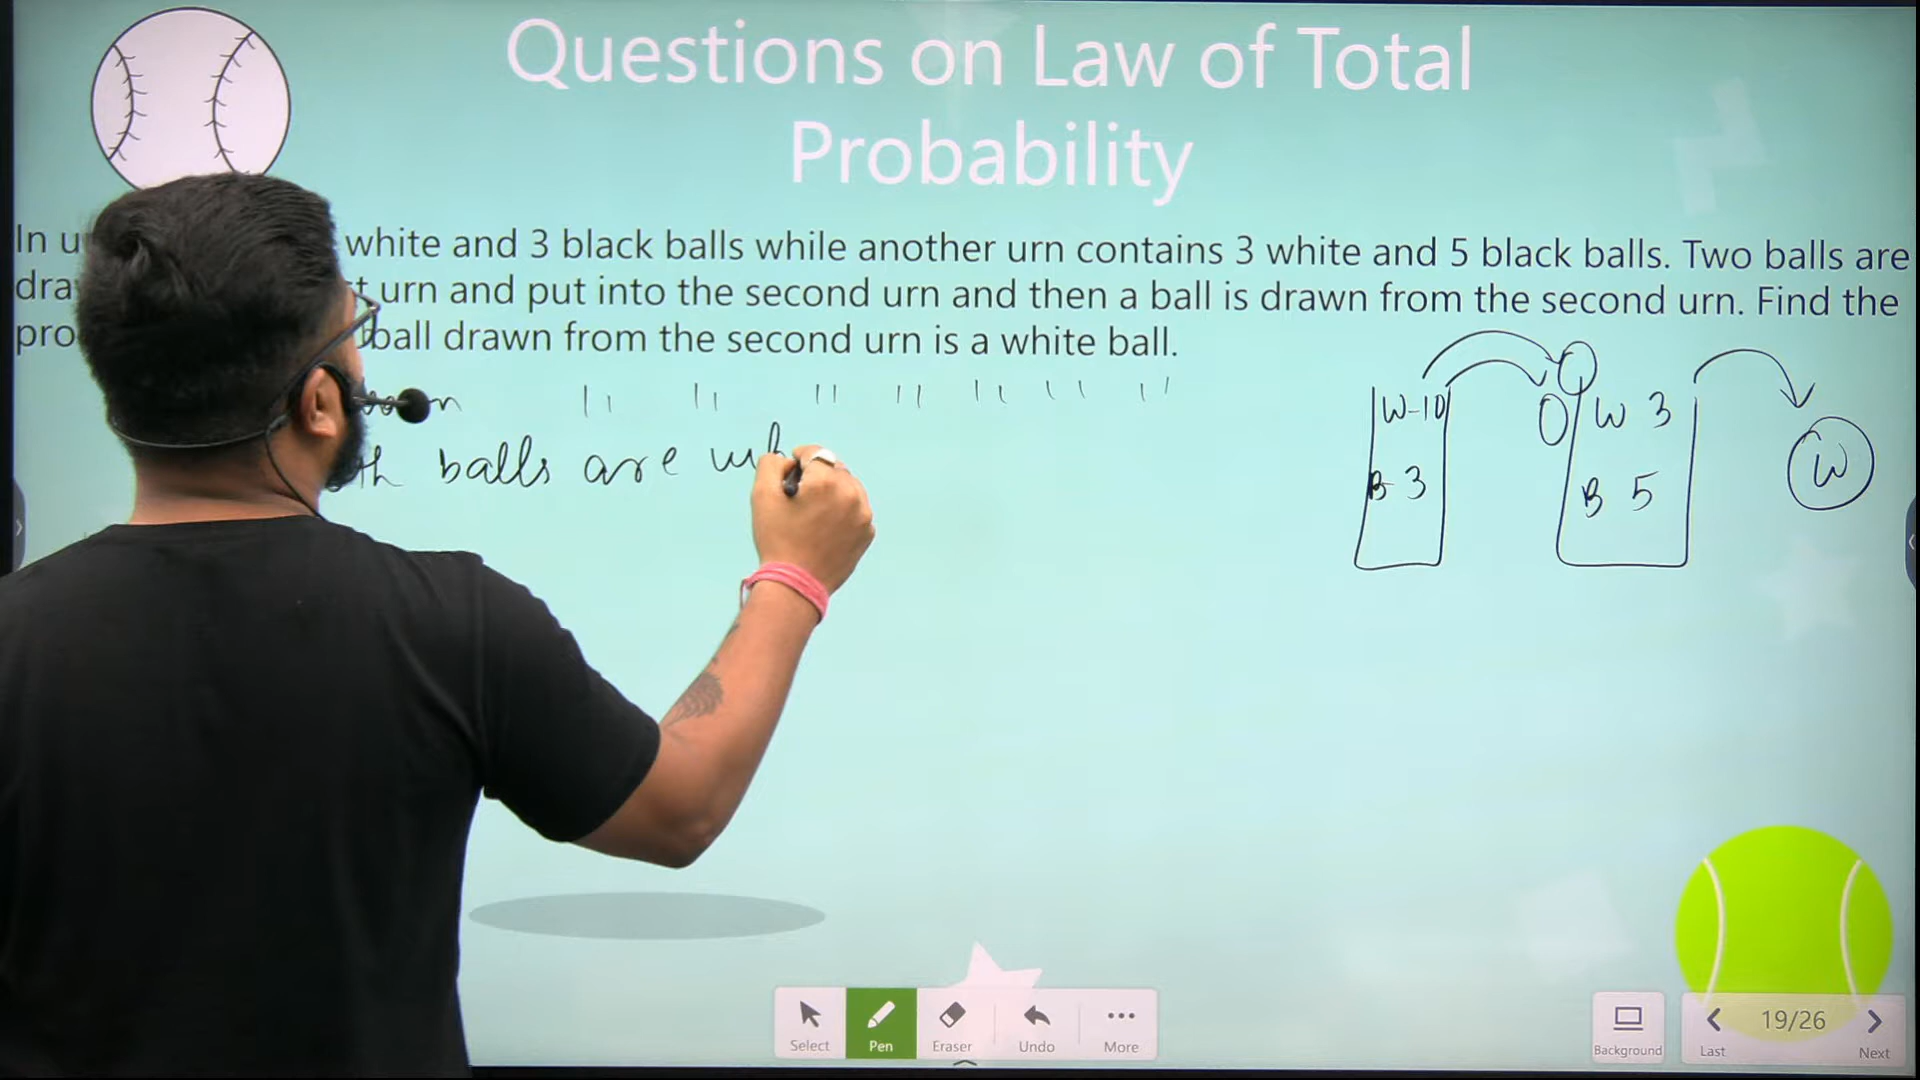 Questions on Law of Total
Probability
In u white and 3 black balls while another urn contains 3 white and 5 black balls. Two balls are
dra urn and put into the second urn and then a ball is drawn from the second urn. Find the
pro ball drawn from the second urn is a white ball.
W-10
W 3
B-3
B 5
W
balls are wh
Select
Pen
Eraser
Undo
More
Background
Last
19/26
Next